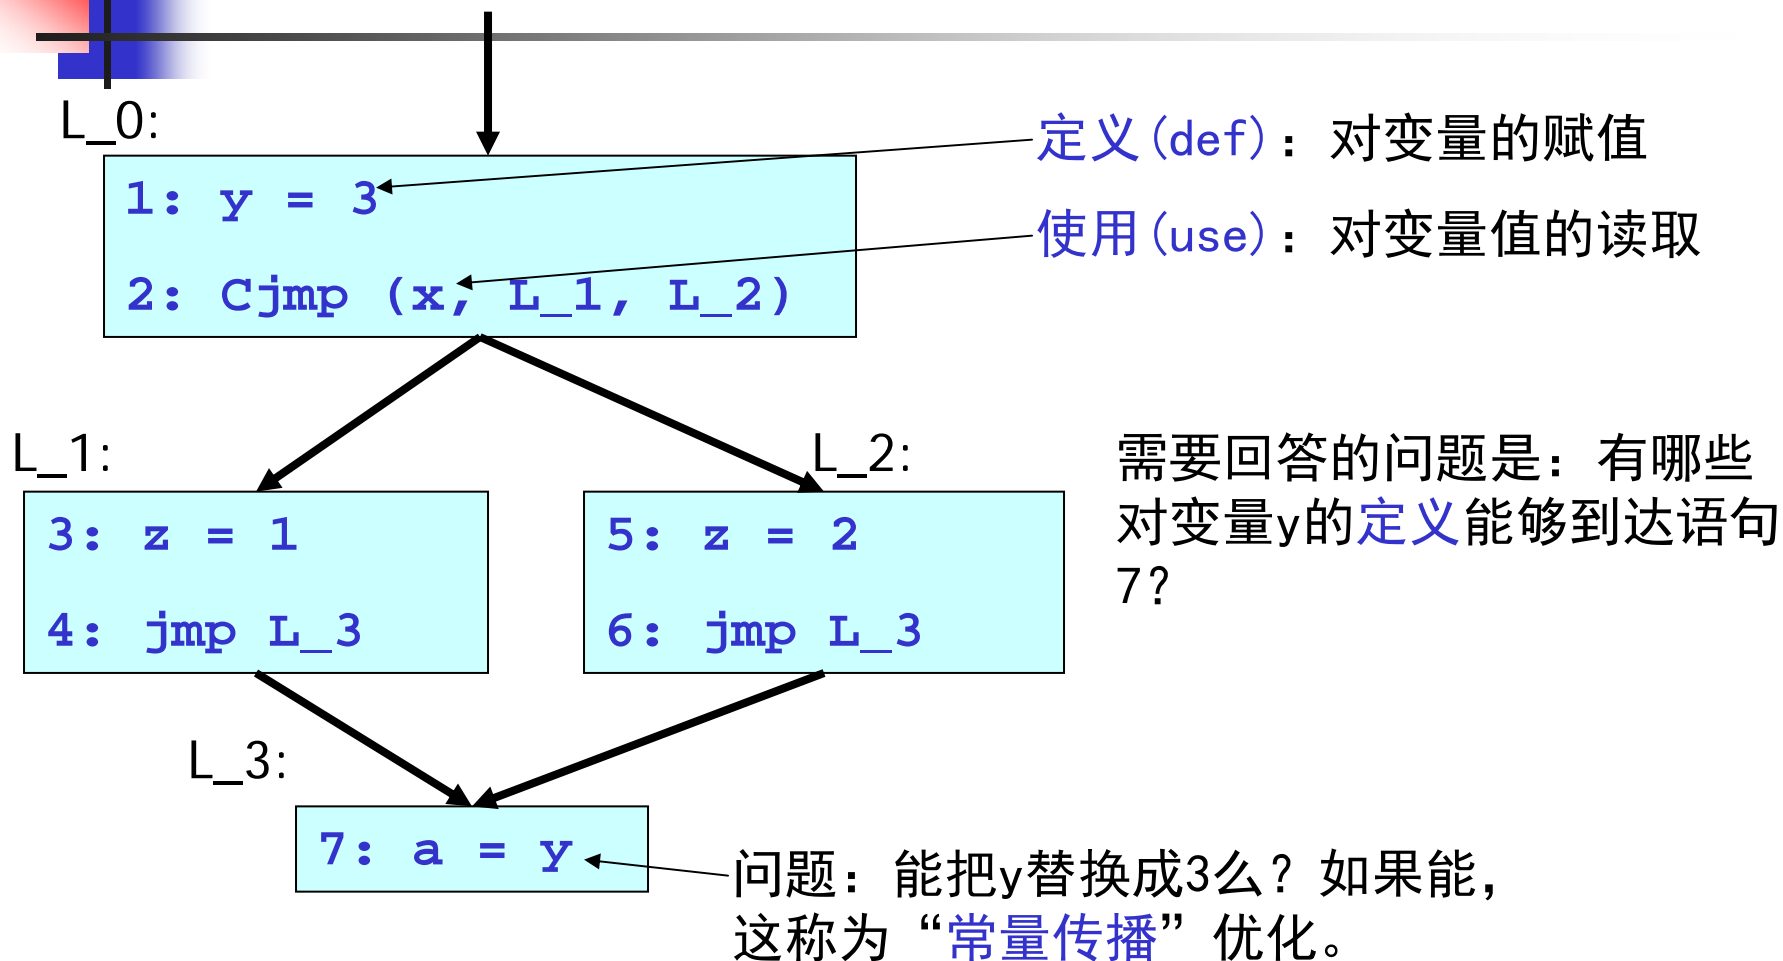 L_0:
1: y = 3
2: Cjmp (x, L_1, L_2)
定义(def)：对变量的赋值
使用(use)：对变量值的读取
L_1:
3: z = 1
4: jmp L_3
L_2:
5: z = 2
6: jmp L_3
需要回答的问题是：有哪些
对变量y的定义能够到达语句
7?
L_3:
7: a = y
问题：能把y替换成3么？如果能，
这称为“常量传播”优化。